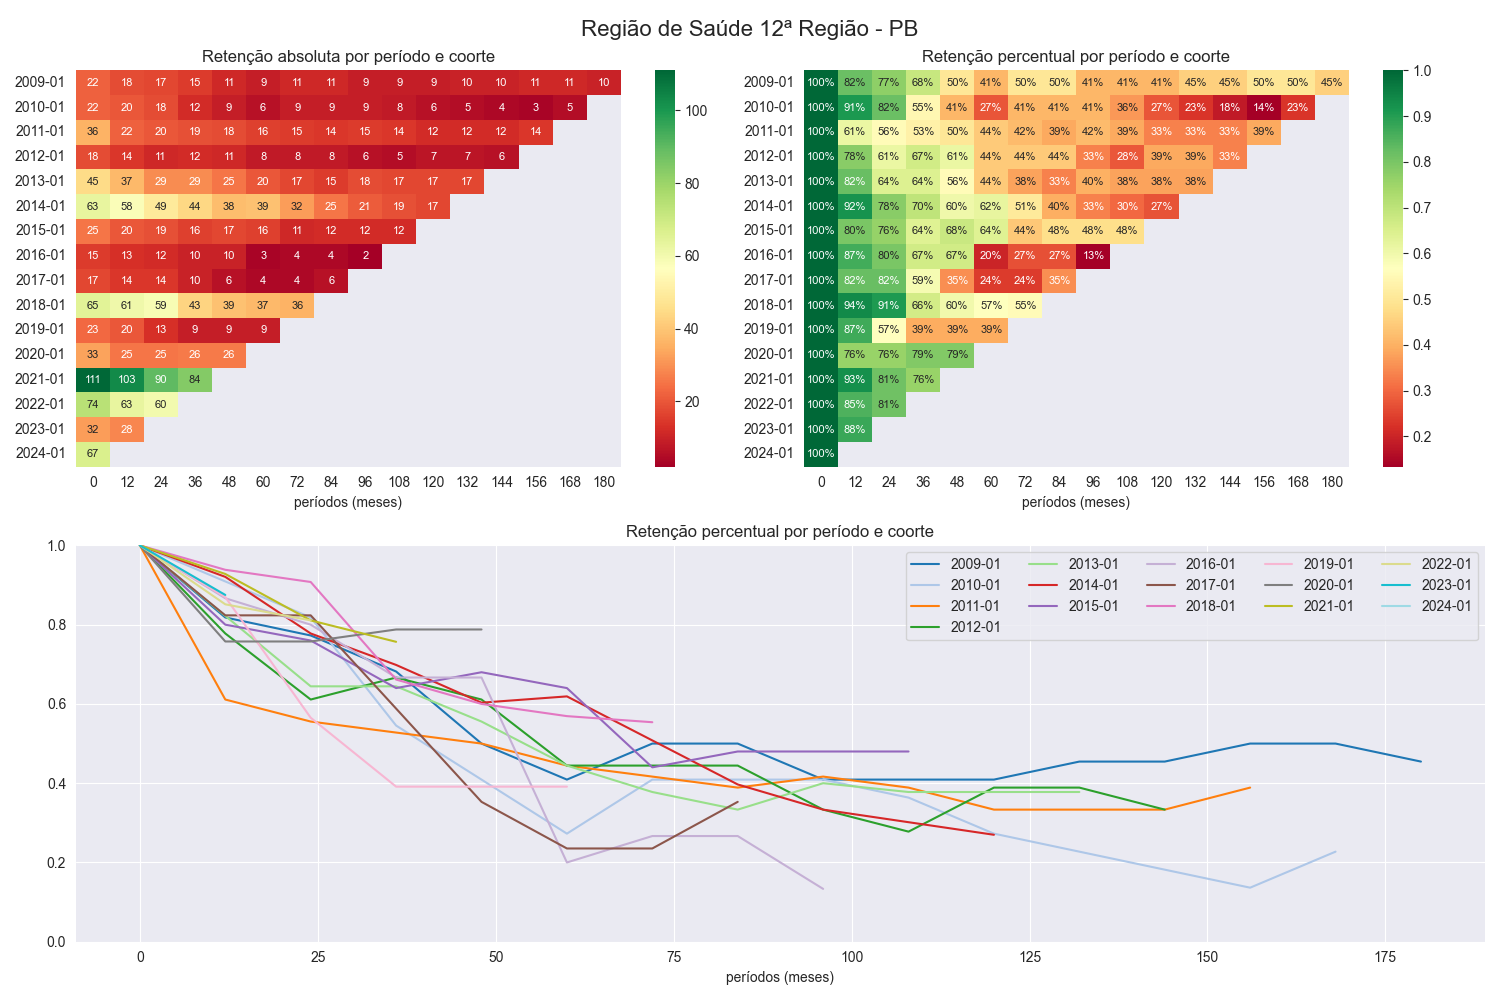 Região de Saúde 12ª Região - PB
Retenção absoluta por período e coorte
2009-01 22 18 17 15 11 9 11 11 9 9 9 10 10 11 11 10
2010-01 22 20 18 12 9 6 9 9 9 8 6 5 4 3 5
2011-01 36 22 20 19 18 16 15 14 15 14 12 12 12 14
2012-01 18 14 11 12 11 8 8 8 6 5 7 7 6
2013-01 45 37 29 29 25 20 17 15 18 17 17 17
2014-01 63 58 49 44 38 39 32 25 21 19 17
2015-01 25 20 19 16 17 16 11 12 12 12
2016-01 15 13 12 10 10 3 4 4 2
2017-01 17 14 14 10 6 4 4 6
2018-01 65 61 59 43 39 37 36
2019-01 23 20 13 9 9 9
2020-01 33 25 25 26 26
2021-01 111 103 90 84
2022-01 74 63 60
2023-01 32 28
2024-01 67
0 12 24 36 48 60 72 84 96 108 120 132 144 156 168 180
períodos (meses)
100
80
60
40
20
Retenção percentual por período e coorte
2009-01 100% 82% 77% 68% 50% 41% 50% 50% 41% 41% 41% 45% 45% 50% 50% 45%
2010-01 100% 91% 82% 55% 41% 27% 41% 41% 41% 36% 27% 23% 18% 14% 23%
2011-01 100% 61% 56% 53% 50% 44% 42% 39% 42% 39% 33% 33% 33% 39%
2012-01 100% 78% 61% 67% 61% 44% 44% 44% 33% 28% 39% 39% 33%
2013-01 100% 82% 64% 64% 56% 44% 38% 33% 40% 38% 38% 38%
2014-01 100% 92% 78% 70% 60% 62% 51% 40% 33% 30% 27%
2015-01 100% 80% 76% 64% 68% 64% 44% 48% 48% 48%
2016-01 100% 87% 80% 67% 67% 20% 27% 27% 13%
2017-01 100% 82% 82% 59% 35% 24% 24% 35%
2018-01 100% 94% 91% 66% 60% 57% 55%
2019-01 100% 87% 57% 39% 39% 39%
2020-01 100% 76% 76% 79% 79%
2021-01 100% 93% 81% 76%
2022-01 100% 85% 81%
2023-01 100% 88%
2024-01 100%
0 12 24 36 48 60 72 84 96 108 120 132 144 156 168 180
períodos (meses)
1.0
0.9
0.8
0.7
0.6
0.5
0.4
0.3
0.2
Retenção percentual por período e coorte
1.0
0.8
0.6
0.4
0.2
0.0
2009-01 2013-01 2016-01 2019-01 2022-01
2010-01 2014-01 2017-01 2020-01 2023-01
2011-01 2015-01 2018-01 2021-01 2024-01
2012-01
0 25 50 75 100 125 150 175
períodos (meses)